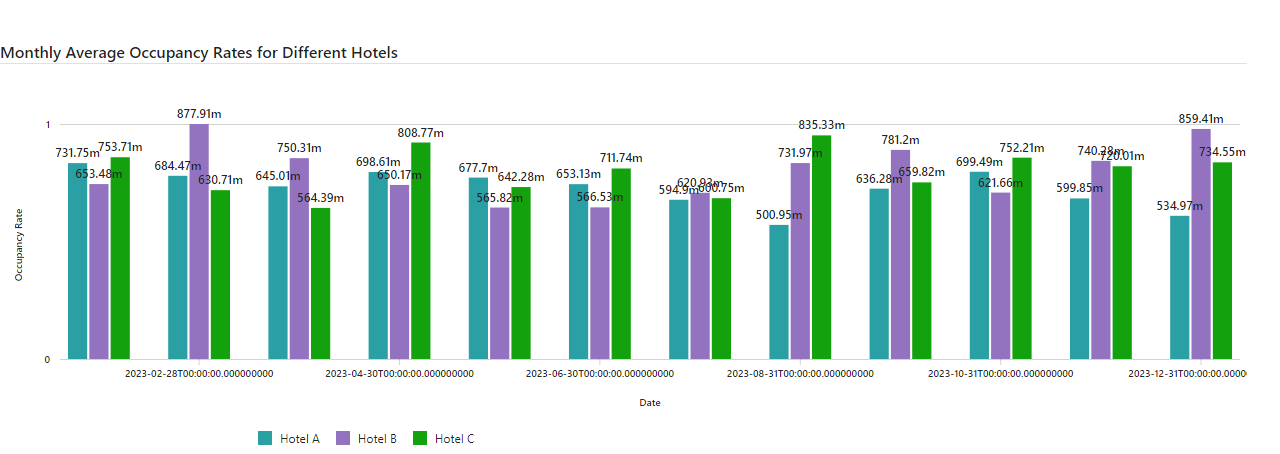 Monthly Average Occupancy Rates for Different Hotels
1
0
Occupancy Rate
731.75m 653.48m 753.71m
684.47m 877.91m 630.71m
645.01m 750.31m 564.39m
698.61m 650.17m 808.77m
677.7m 565.82m 642.28m
653.13m 566.53m 711.74m
594.9m 620.93m 600.75m
500.95m 731.97m 835.33m
636.28m 781.2m 659.82m
699.49m 621.66m 752.21m
599.85m 740.28m 720.01m
534.97m 859.41m 734.55m
2023-02-28T00:00:00.000000000 2023-04-30T00:00:00.000000000 2023-06-30T00:00:00.000000000 2023-08-31T00:00:00.000000000 2023-10-31T00:00:00.000000000 2023-12-31T00:00:00.0000
Date
Hotel A Hotel B Hotel C